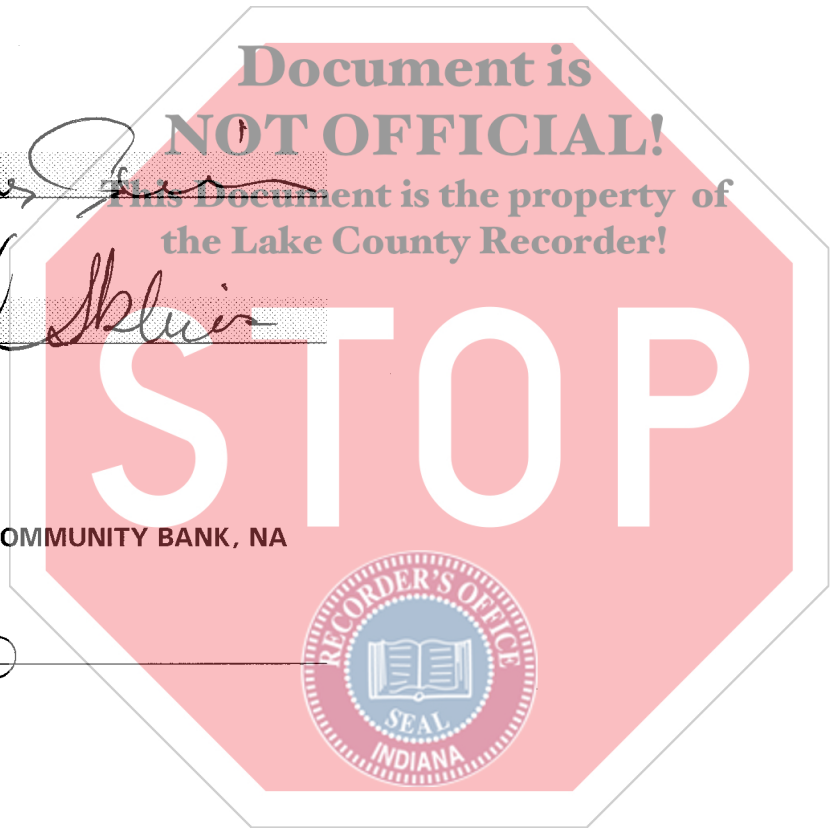 Document is
NOT OFFICIAL!
This Document is the property of
the Lake County Recorder!
STOP
OMMUNITY BANK, NA
RECORDER'S OFFICE
SEAL
INDIANA